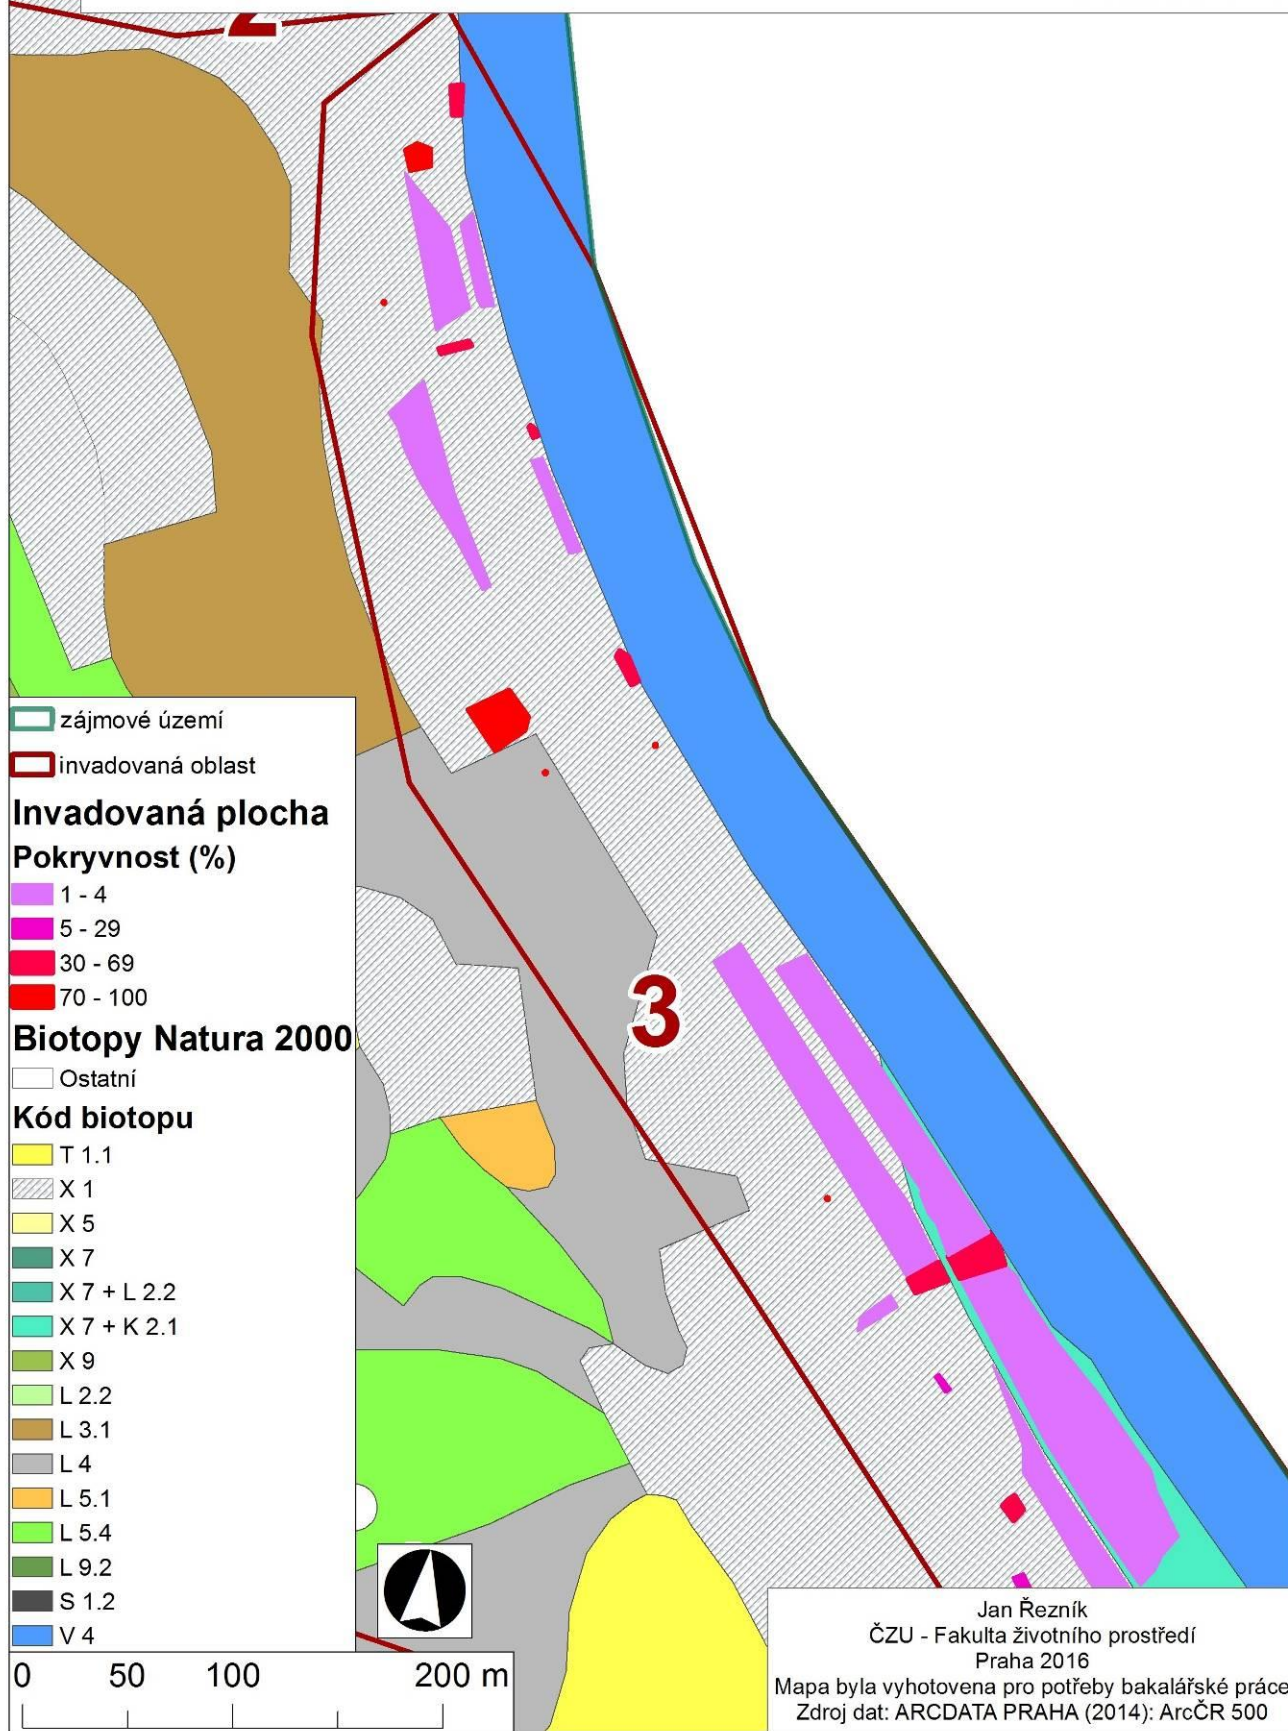 2
zájmové území
invadovaná oblast
Invadovaná plocha
Pokryvnost (%)
1 - 4
5 - 29
30 - 69
70 - 100
Biotopy Natura 2000
Ostatní
Kód biotopu
T 1.1
X 1
X 5
X 7
X 7 + L 2.2
X 7 + K 2.1
X 9
L 2.2
L 3.1
L 4
L 5.1
L 5.4
L 9.2
S 1.2
V 4
3
0 50 100 200 m
Jan Řezník
ČZU - Fakulta životního prostředí
Praha 2016
Mapa byla vyhotovena pro potřeby bakalářské práce
Zdroj dat: ARCDATA PRAHA (2014): ArcČR 500